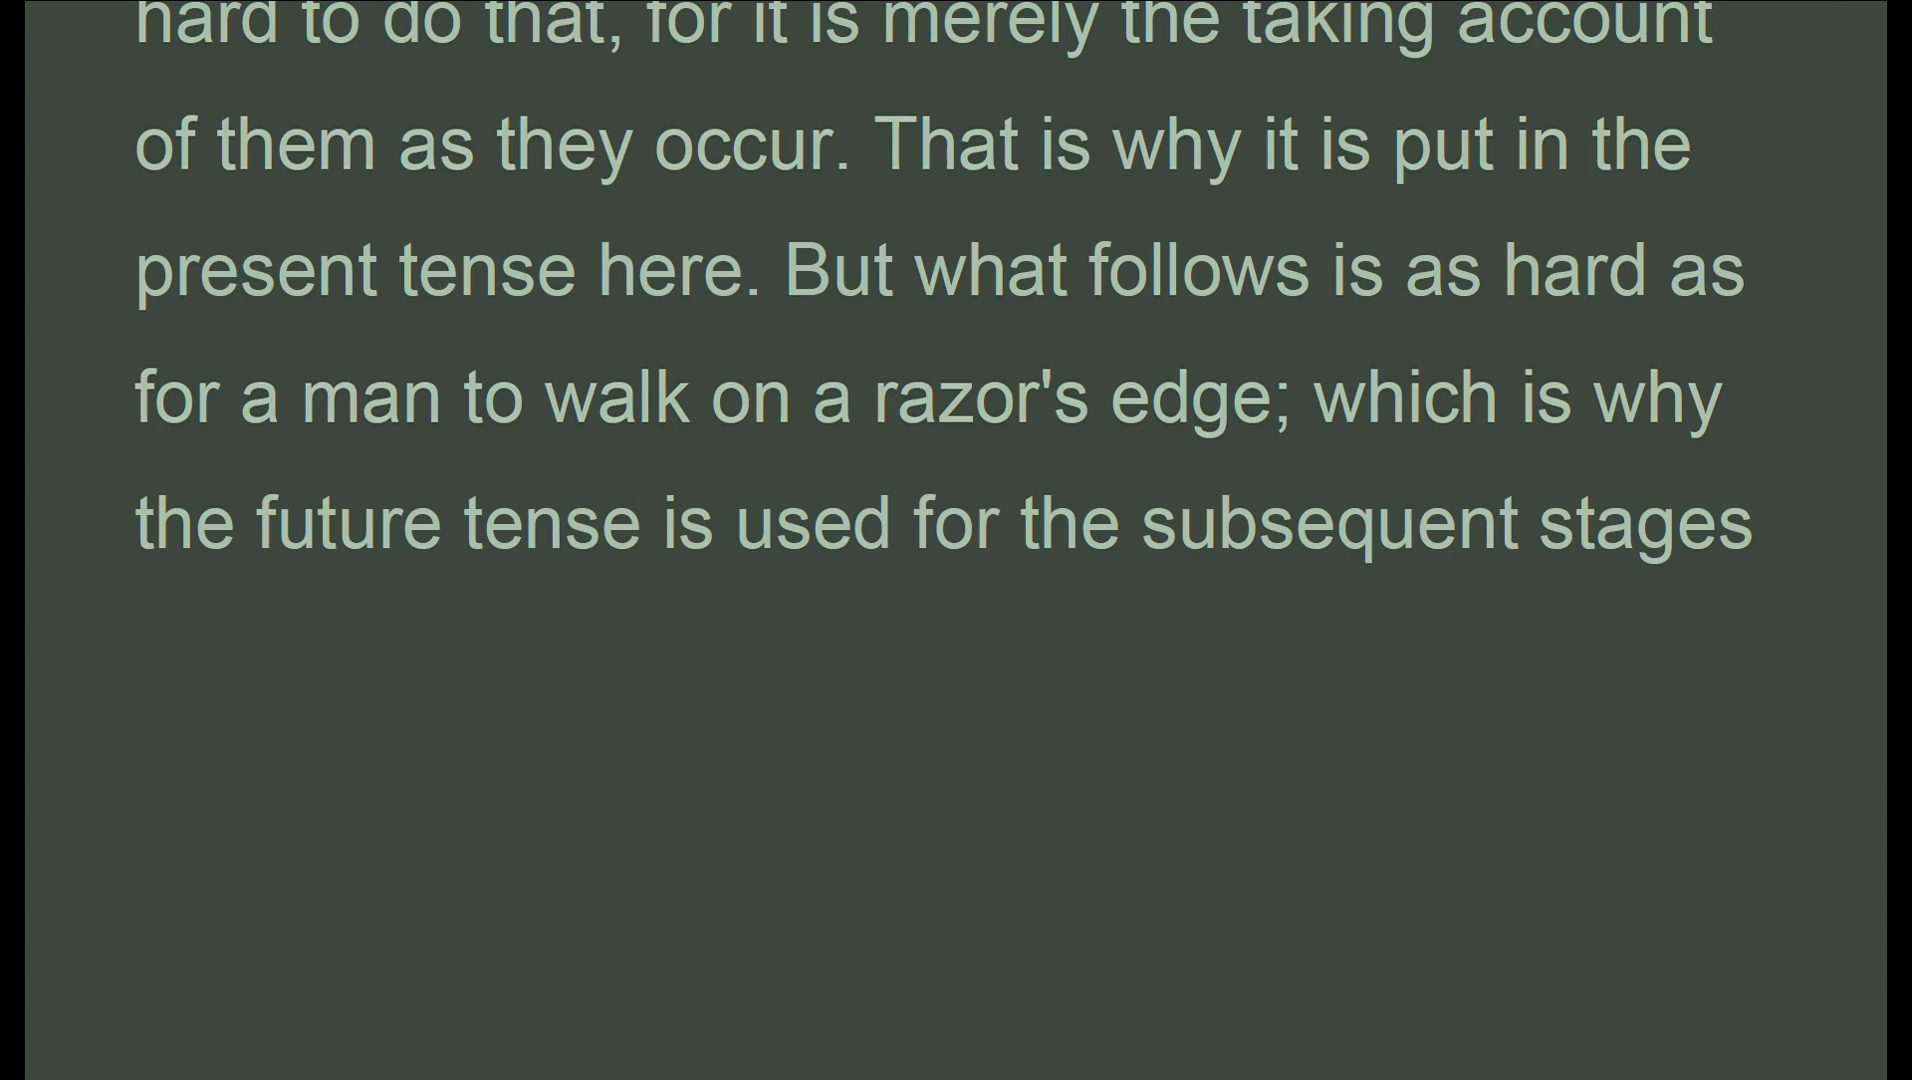 hard to do that, for it is merely the taking account
of them as they occur. That is why it is put in the
present tense here. But what follows is as hard as
for a man to walk on a razor's edge; which is why
the future tense is used for the subsequent stages